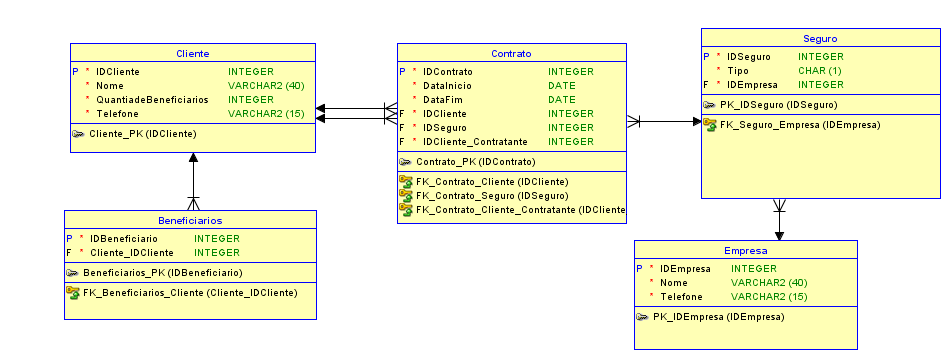 Cliente
P * IDCliente INTEGER
* Nome VARCHAR2 (40)
* QuantiadeBeneficiarios INTEGER
* Telefone VARCHAR2 (15)
Cliente_PK (IDCliente)
Contrato
P * IDContrato INTEGER
* DataInicio DATE
* DataFim DATE
F * IDCliente INTEGER
F * IDSeguro INTEGER
F * IDCliente_Contratante INTEGER
Contrato_PK (IDContrato)
FK_Contrato_Cliente (IDCliente)
FK_Contrato_Seguro (IDSeguro)
FK_Contrato_Cliente_Contratante (IDCliente
Seguro
P * IDSeguro INTEGER
* Tipo CHAR (1)
F * IDEmpresa INTEGER
PK_IDSeguro (IDSeguro)
FK_Seguro_Empresa (IDEmpresa)
Beneficiarios
P * IDBeneficiario INTEGER
F * Cliente_IDCliente INTEGER
Beneficiarios_PK (IDBeneficiario)
FK_Beneficiarios_Cliente (Cliente_IDCliente)
Empresa
P * IDEmpresa INTEGER
* Nome VARCHAR2 (40)
* Telefone VARCHAR2 (15)
PK_IDEmpresa (IDEmpresa)